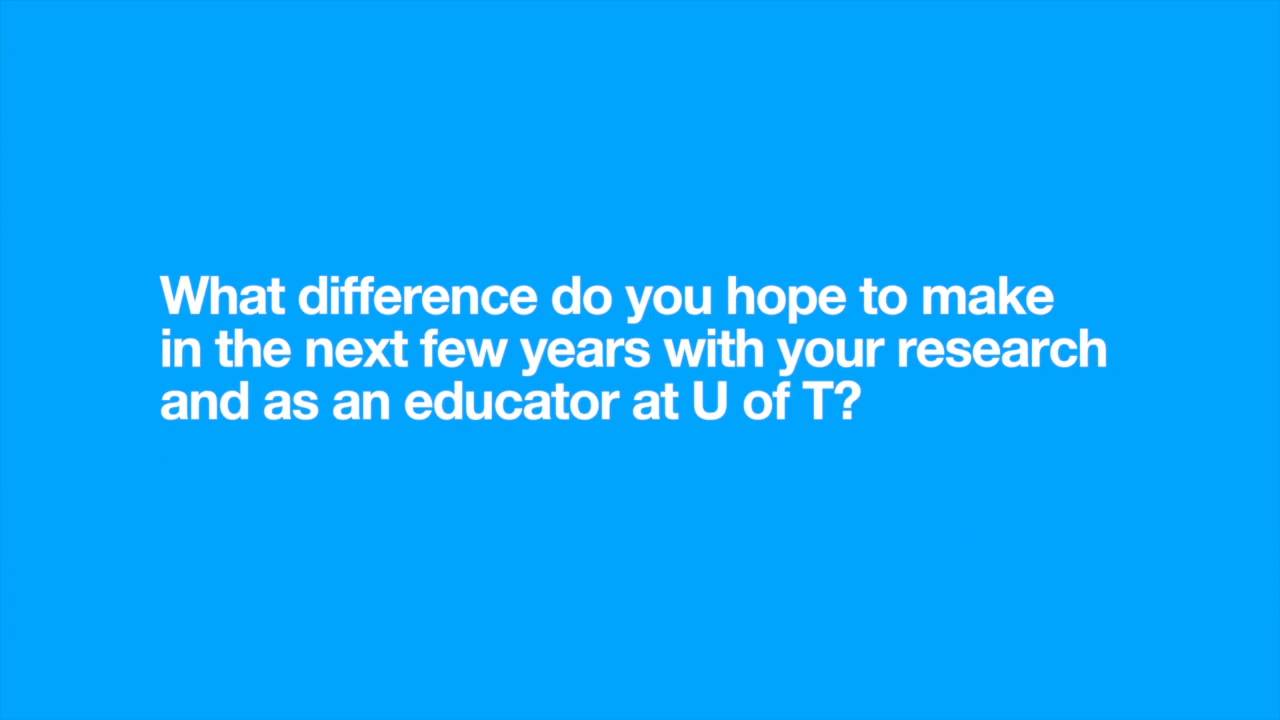 What difference do you hope to make
in the next few years with your research
and as an educator at U of T?